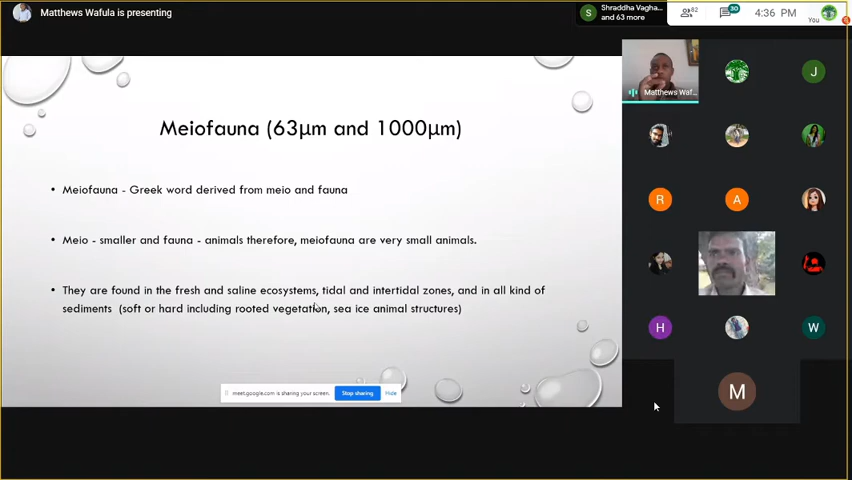 Matthews Wafula is presenting
S
Shraddha Vagha...
and 63 more
82
30
4:36 PM
You
Meiofauna (63µm and 1000µm)
• Meiofauna - Greek word derived from meio and fauna
• Meio - smaller and fauna - animals therefore, meiofauna are very small animals.
• They are found in the fresh and saline ecosystems, tidal and intertidal zones, and in all kind of
sediments (soft or hard including rooted vegetation, sea ice animal structures)
meet.google.com is sharing your screen.
Stop sharing
Hide
Matthews Waf...
J
R
A
H
W
M